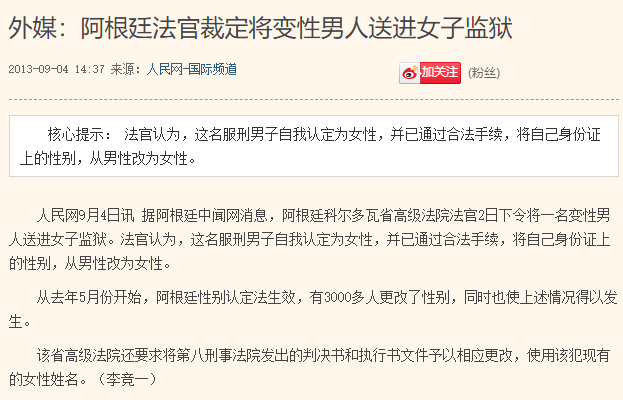 外媒：阿根廷法官裁定将变性男人送进女子监狱
2013-09-04 14:37 来源：人民网-国际频道 加关注 (粉丝)
核心提示： 法官认为，这名服刑男子自我认定为女性，并已通过合法手续，将自己身份证
上的性别，从男性改为女性。
人民网9月4日讯 据阿根廷中闻网消息，阿根廷科尔多瓦省高级法院法官2日下令将一名变性男
人送进女子监狱。法官认为，这名服刑男子自我认定为女性，并已通过合法手续，将自己身份证上
的性别，从男性改为女性。
从去年5月份开始，阿根廷性别认定法生效，有3000多人更改了性别，同时也使上述情况得以发
生。
该省高级法院还要求将第八刑事法院发出的判决书和执行书文件予以相应更改，使用该犯现有
的女性姓名。（李竞一）